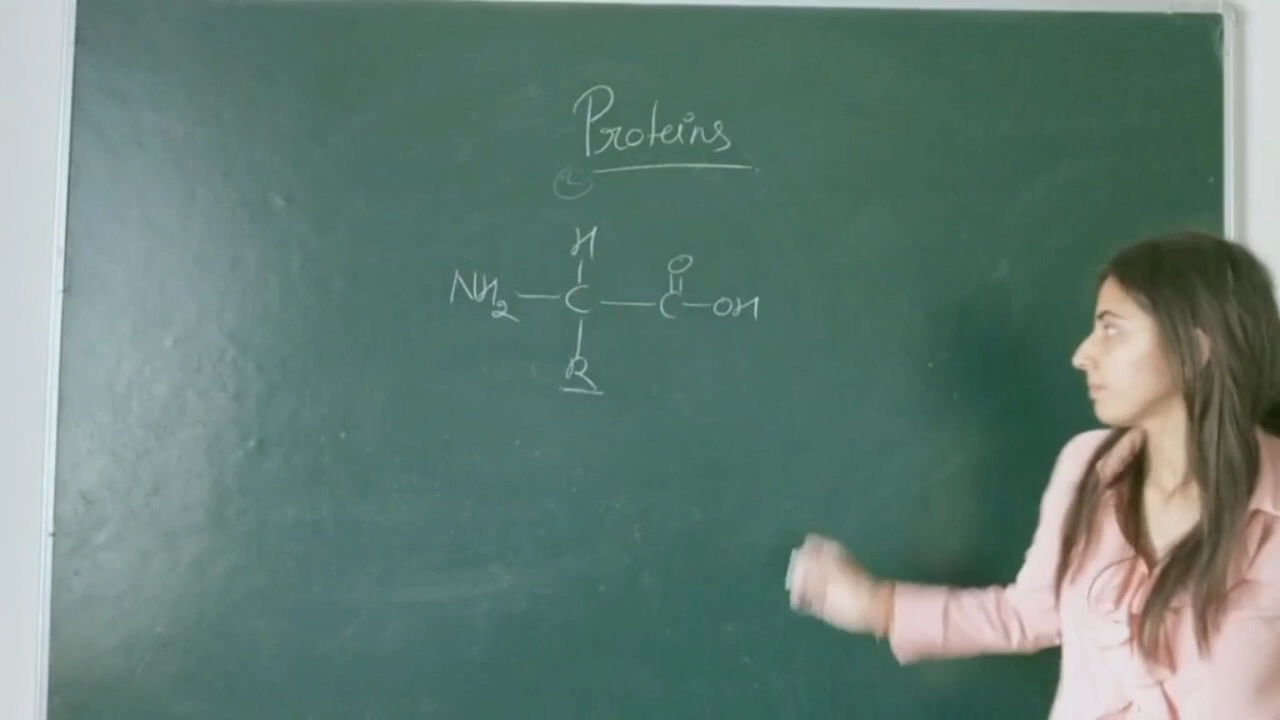 Proteins
H
O
NH2 — C — C — OH
R